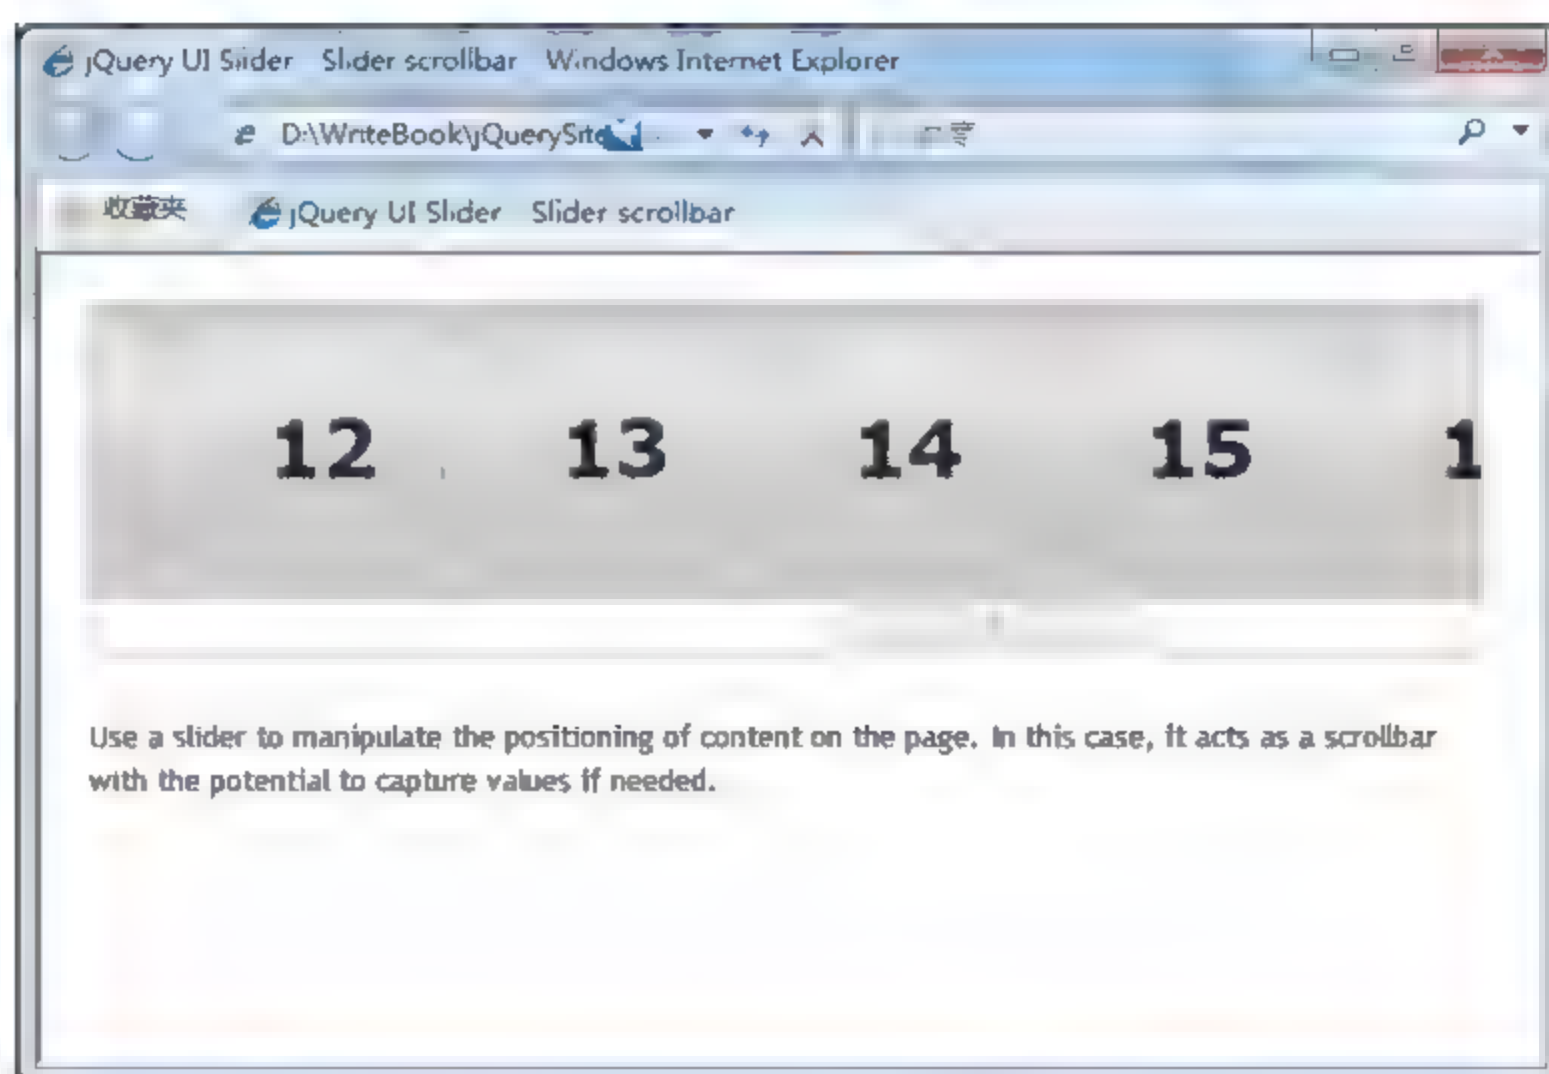 jQuery UI Slider Slider scrollbar Windows Internet Explorer
D:\WriteBook\jQuerySite
收藏夹 jQuery UI Slider Slider scrollbar
12 13 14 15 1
Use a slider to manipulate the positioning of content on the page. In this case, it acts as a scrollbar
with the potential to capture values if needed.